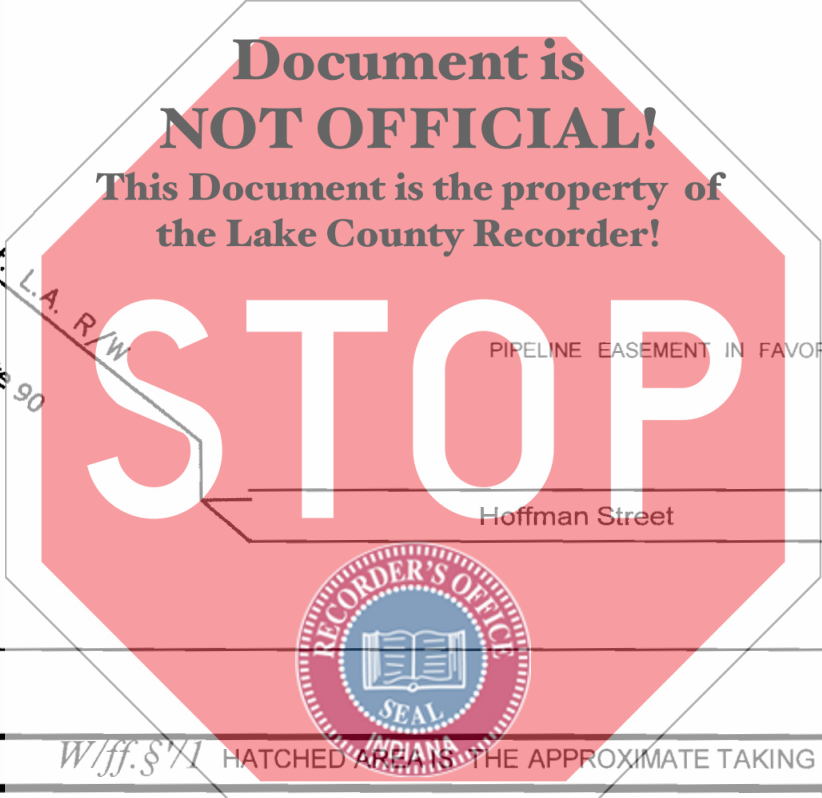 Document is
NOT OFFICIAL!
This Document is the property of
the Lake County Recorder!
L.A. R/W
90
STOP
PIPELINE EASEMENT IN FAVOR
Hoffman Street
RECORDER'S OFFICE
SEAL
INDIANA
HATCHED AREA IS THE APPROXIMATE TAKING